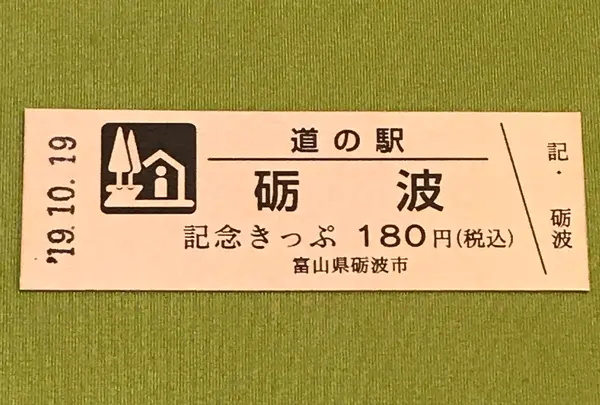 '19.10.19
道の駅
砺波
記念きっぷ 180円(税込)
富山県砺波市
記・砺波